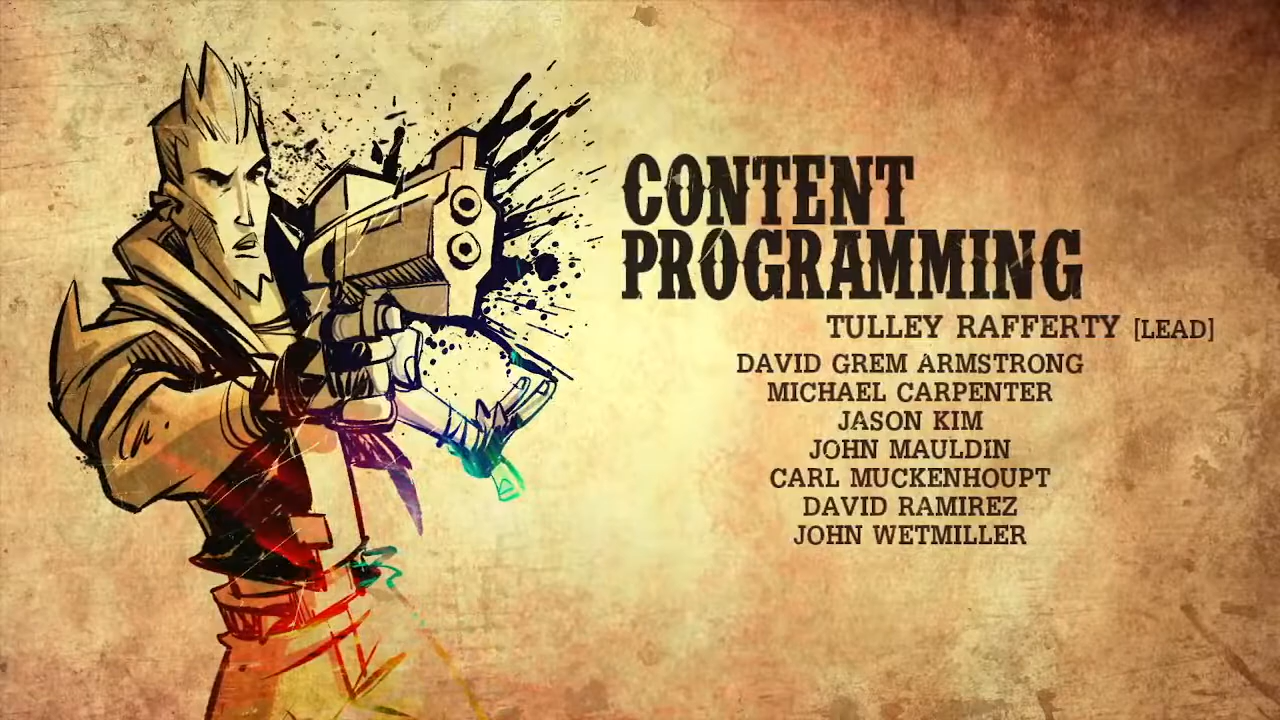 CONTENT
PROGRAMMING
TULLEY RAFFERTY [LEAD]
DAVID GREM ARMSTRONG
MICHAEL CARPENTER
JASON KIM
JOHN MAULDIN
CARL MUCKENHOUPT
DAVID RAMIREZ
JOHN WETMILLER